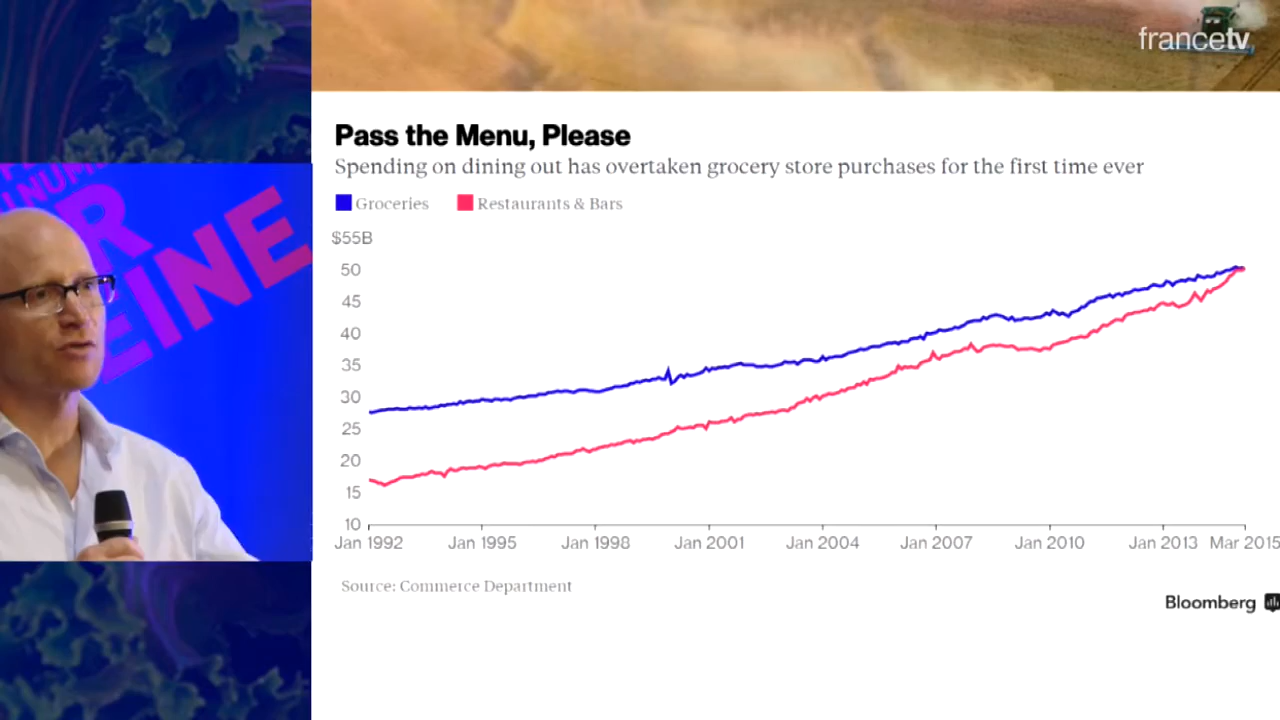 francetv
Pass the Menu, Please
Spending on dining out has overtaken grocery store purchases for the first time ever
Groceries Restaurants & Bars
$55B
50
45
40
35
30
25
20
15
10
Jan 1992 Jan 1995 Jan 1998 Jan 2001 Jan 2004 Jan 2007 Jan 2010 Jan 2013 Mar 2015
Source: Commerce Department
Bloomberg